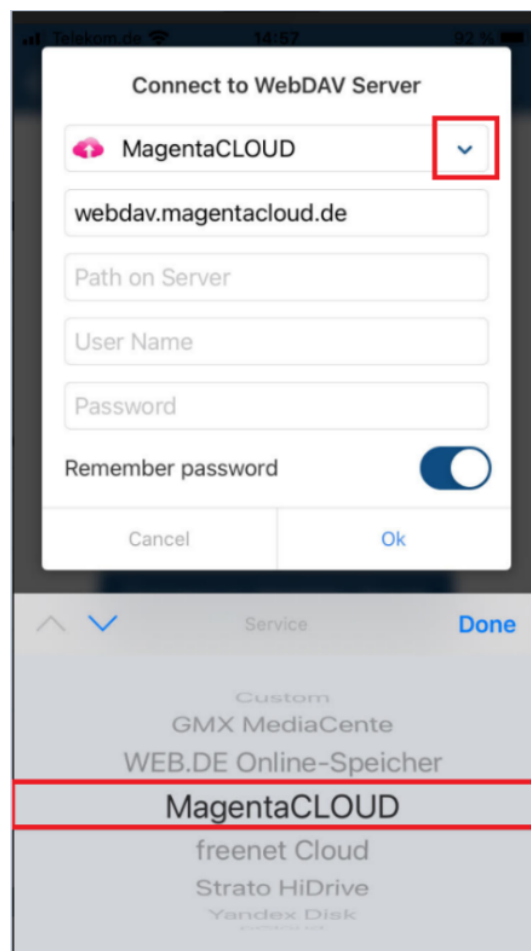 Telekom.de 14:57 92 %
Connect to WebDAV Server
MagentaCLOUD
webdav.magentacloud.de
Path on Server
User Name
Password
Remember password
Cancel Ok
Service Done
Custom
GMX MediaCente
WEB.DE Online-Speicher
MagentaCLOUD
freenet Cloud
Strato HiDrive
Yandex Disk